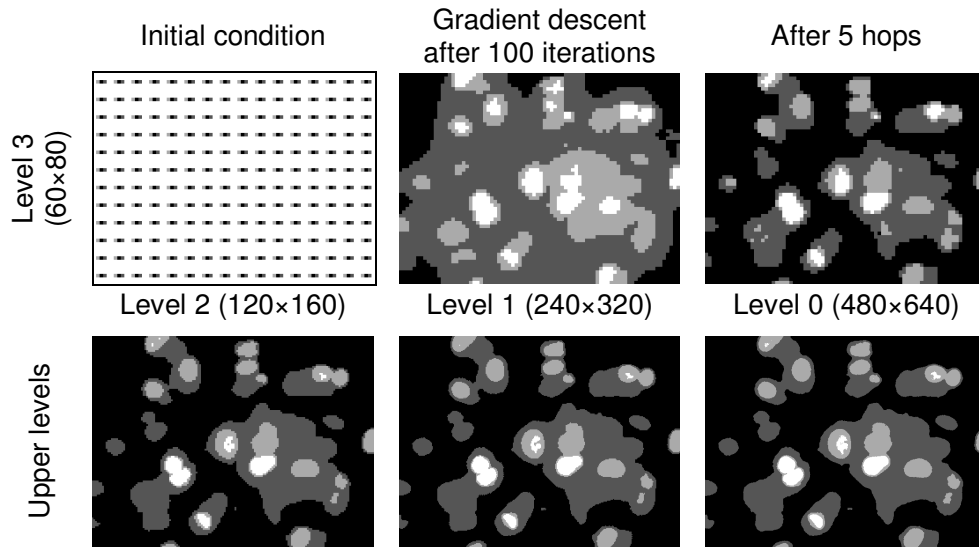 Initial condition
Gradient descent
after 100 iterations
After 5 hops
Level 3
(60×80)
Level 2 (120×160)
Level 1 (240×320)
Level 0 (480×640)
Upper levels